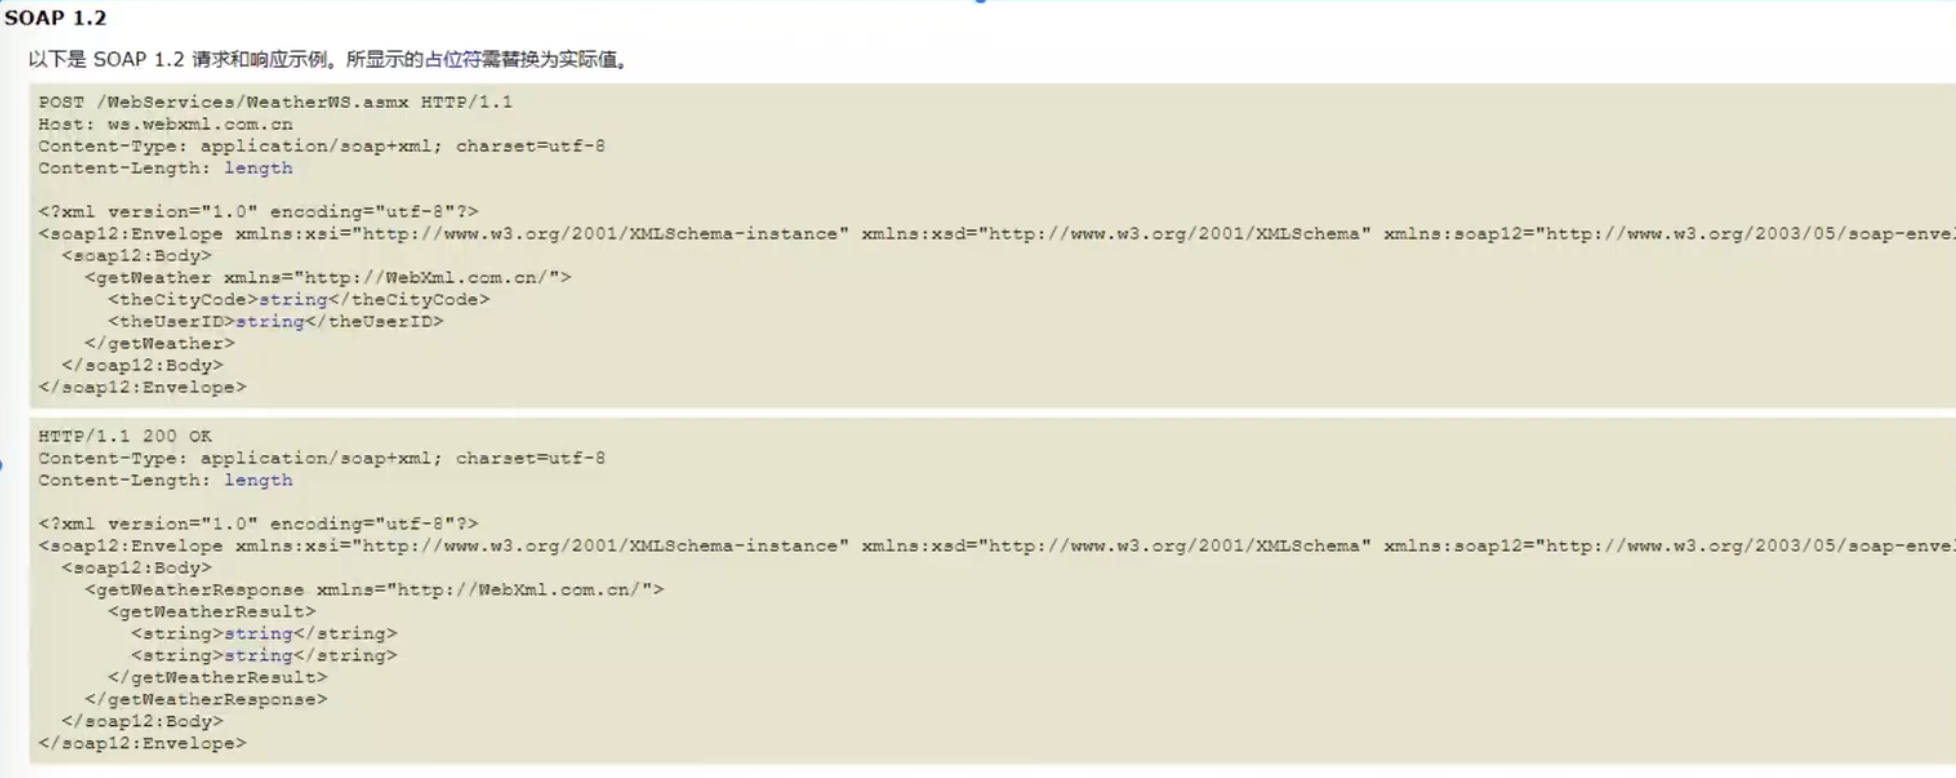 SOAP 1.2
以下是 SOAP 1.2 请求和响应示例。所显示的占位符需替换为实际值。
POST /WebServices/WeatherWS.asmx HTTP/1.1
Host: ws.webxml.com.cn
Content-Type: application/soap+xml; charset=utf-8
Content-Length: length
<?xml version="1.0" encoding="utf-8"?>
<soap12:Envelope xmlns:xsi="http://www.w3.org/2001/XMLSchema-instance" xmlns:xsd="http://www.w3.org/2001/XMLSchema" xmlns:soap12="http://www.w3.org/2003/05/soap-enve
<soap12:Body>
<getWeather xmlns="http://WebXml.com.cn/">
<theCityCode>string</theCityCode>
<theUserID>string</theUserID>
</getWeather>
</soap12:Body>
</soap12:Envelope>
HTTP/1.1 200 OK
Content-Type: application/soap+xml; charset=utf-8
Content-Length: length
<?xml version="1.0" encoding="utf-8"?>
<soap12:Envelope xmlns:xsi="http://www.w3.org/2001/XMLSchema-instance" xmlns:xsd="http://www.w3.org/2001/XMLSchema" xmlns:soap12="http://www.w3.org/2003/05/soap-enve
<soap12:Body>
<getWeatherResponse xmlns="http://WebXml.com.cn/">
<getWeatherResult>
<string>string</string>
<string>string</string>
</getWeatherResult>
</getWeatherResponse>
</soap12:Body>
</soap12:Envelope>